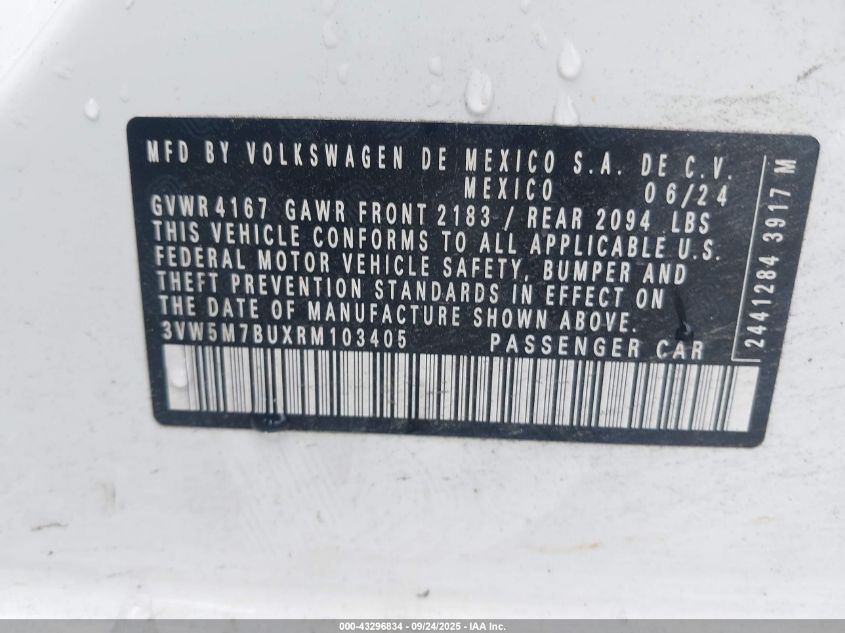 MFD BY VOLKSWAGEN DE MEXICO S.A. DE C.V.
MEXICO 06/24
GVWR 4167 GAWR FRONT 2183 / REAR 2094 LBS
THIS VEHICLE CONFORMS TO ALL APPLICABLE U.S.
FEDERAL MOTOR VEHICLE SAFETY, BUMPER AND
THEFT PREVENTION STANDARDS IN EFFECT ON
THE DATE OF MANUFACTURE SHOWN ABOVE.
3VW5M7BUXRM103405 PASSENGER CAR
2441284 3917 M
000-43296834 - 09/24/2025 - IAA Inc.